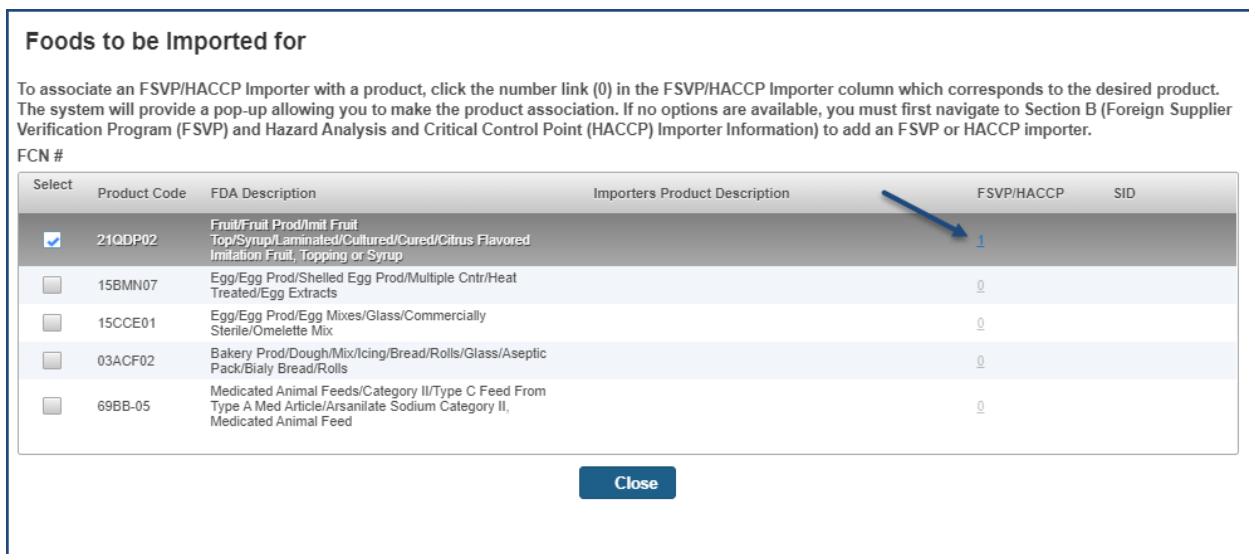 Foods to be Imported for
To associate an FSVP/HACCP Importer with a product, click the number link (0) in the FSVP/HACCP Importer column which corresponds to the desired product.
The system will provide a pop-up allowing you to make the product association. If no options are available, you must first navigate to Section B (Foreign Supplier
Verification Program (FSVP) and Hazard Analysis and Critical Control Point (HACCP) Importer Information) to add an FSVP or HACCP importer.
FCN #
Select Product Code FDA Description Importers Product Description FSVP/HACCP SID
21QDP02 Fruit/Fruit Prod/Imit Fruit 1
Top/Syrup/Laminated/Cultured/Cured/Citrus Flavored
Imitation Fruit, Topping or Syrup
15BMN07 Egg/Egg Prod/Shelled Egg Prod/Multiple Cntr/Heat 0
Treated/Egg Extracts
15CCE01 Egg/Egg Prod/Egg Mixes/Glass/Commercially 0
Sterile/Omelette Mix
03ACF02 Bakery Prod/Dough/Mix/Icing/Bread/Rolls/Glass/Aseptic 0
Pack/Bialy Bread/Rolls
69BB-05 Medicated Animal Feeds/Category II/Type C Feed From 0
Type A Med Article/Arsanilate Sodium Category II,
Medicated Animal Feed
Close